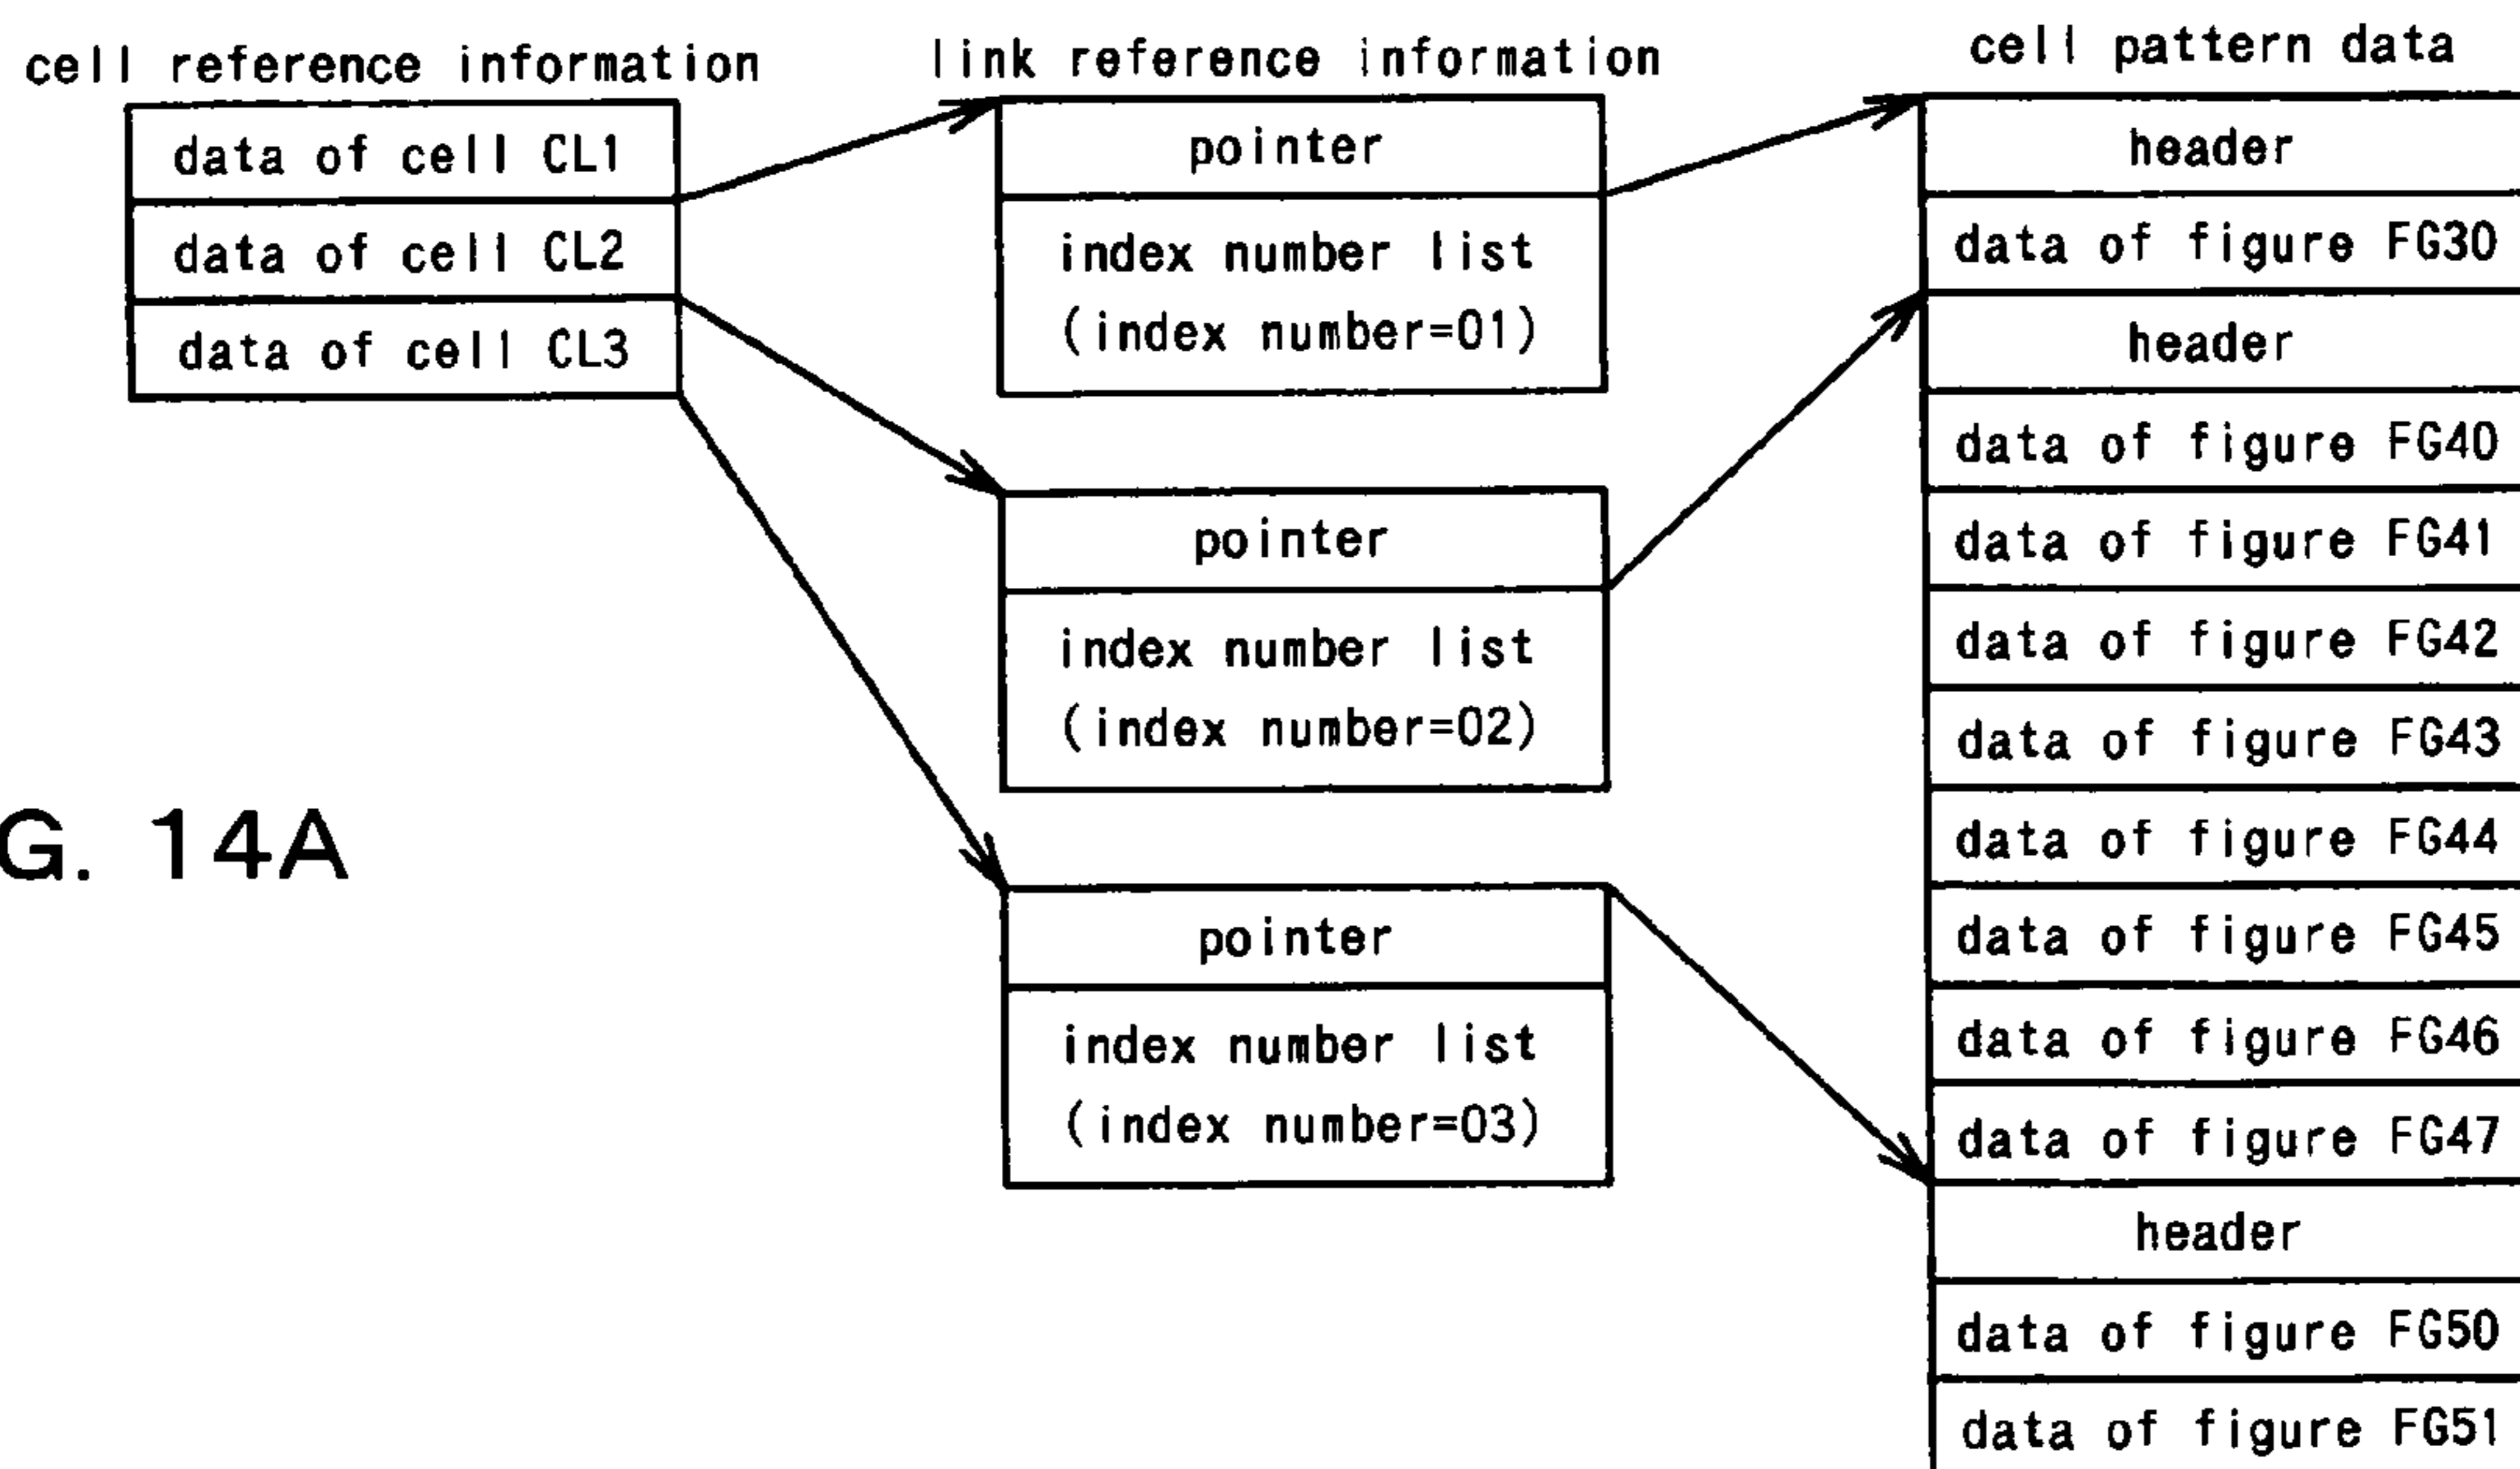 cell reference information
data of cell CL1
data of cell CL2
data of cell CL3
link reference information
pointer
index number list
(index number=01)
pointer
index number list
(index number=02)
pointer
index number list
(index number=03)
cell pattern data
header
data of figure FG30
header
data of figure FG40
data of figure FG41
data of figure FG42
data of figure FG43
data of figure FG44
data of figure FG45
data of figure FG46
data of figure FG47
header
data of figure FG50
data of figure FG51
G. 14A